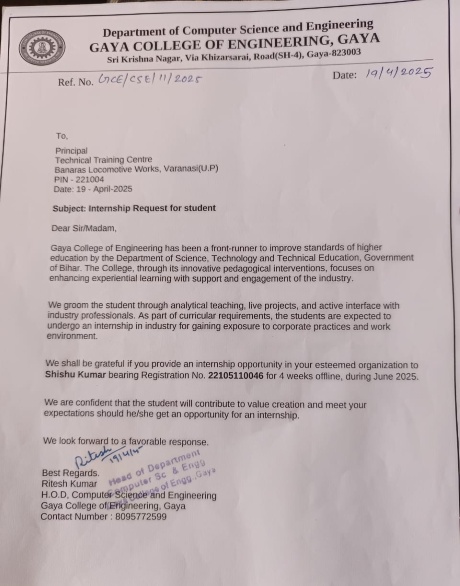 Department of Computer Science and Engineering
GAYA COLLEGE OF ENGINEERING, GAYA
Sri Krishna Nagar, Via Khizarsarai, Road(SH-4), Gaya-823003
Ref. No. GCE/CSE/11/2025 Date: 19/4/2025
To,
Principal
Technical Training Centre
Banaras Locomotive Works, Varanasi(U.P)
PIN - 221004
Date: 19 - April-2025
Subject: Internship Request for student
Dear Sir/Madam,
Gaya College of Engineering has been a front-runner to improve standards of higher
education by the Department of Science, Technology and Technical Education, Government
of Bihar. The College, through its innovative pedagogical interventions, focuses on
enhancing experiential learning with support and engagement of the industry.
We groom the student through analytical teaching, live projects, and active interface with
industry professionals. As part of curricular requirements, the students are expected to
undergo an internship in industry for gaining exposure to corporate practices and work
environment.
We shall be grateful if you provide an internship opportunity in your esteemed organization to
Shishu Kumar bearing Registration No. 22105110046 for 4 weeks offline, during June 2025.
We are confident that the student will contribute to value creation and meet your
expectations should he/she get an opportunity for an internship.
We look forward to a favorable response.
Ritesh
19/4/25
Best Regards,
Ritesh Kumar
H.O.D, Computer Science and Engineering
Gaya College of Engineering, Gaya
Contact Number : 8095772599
Head of Department
Computer Sc & Engg
College of Engg. Gaya